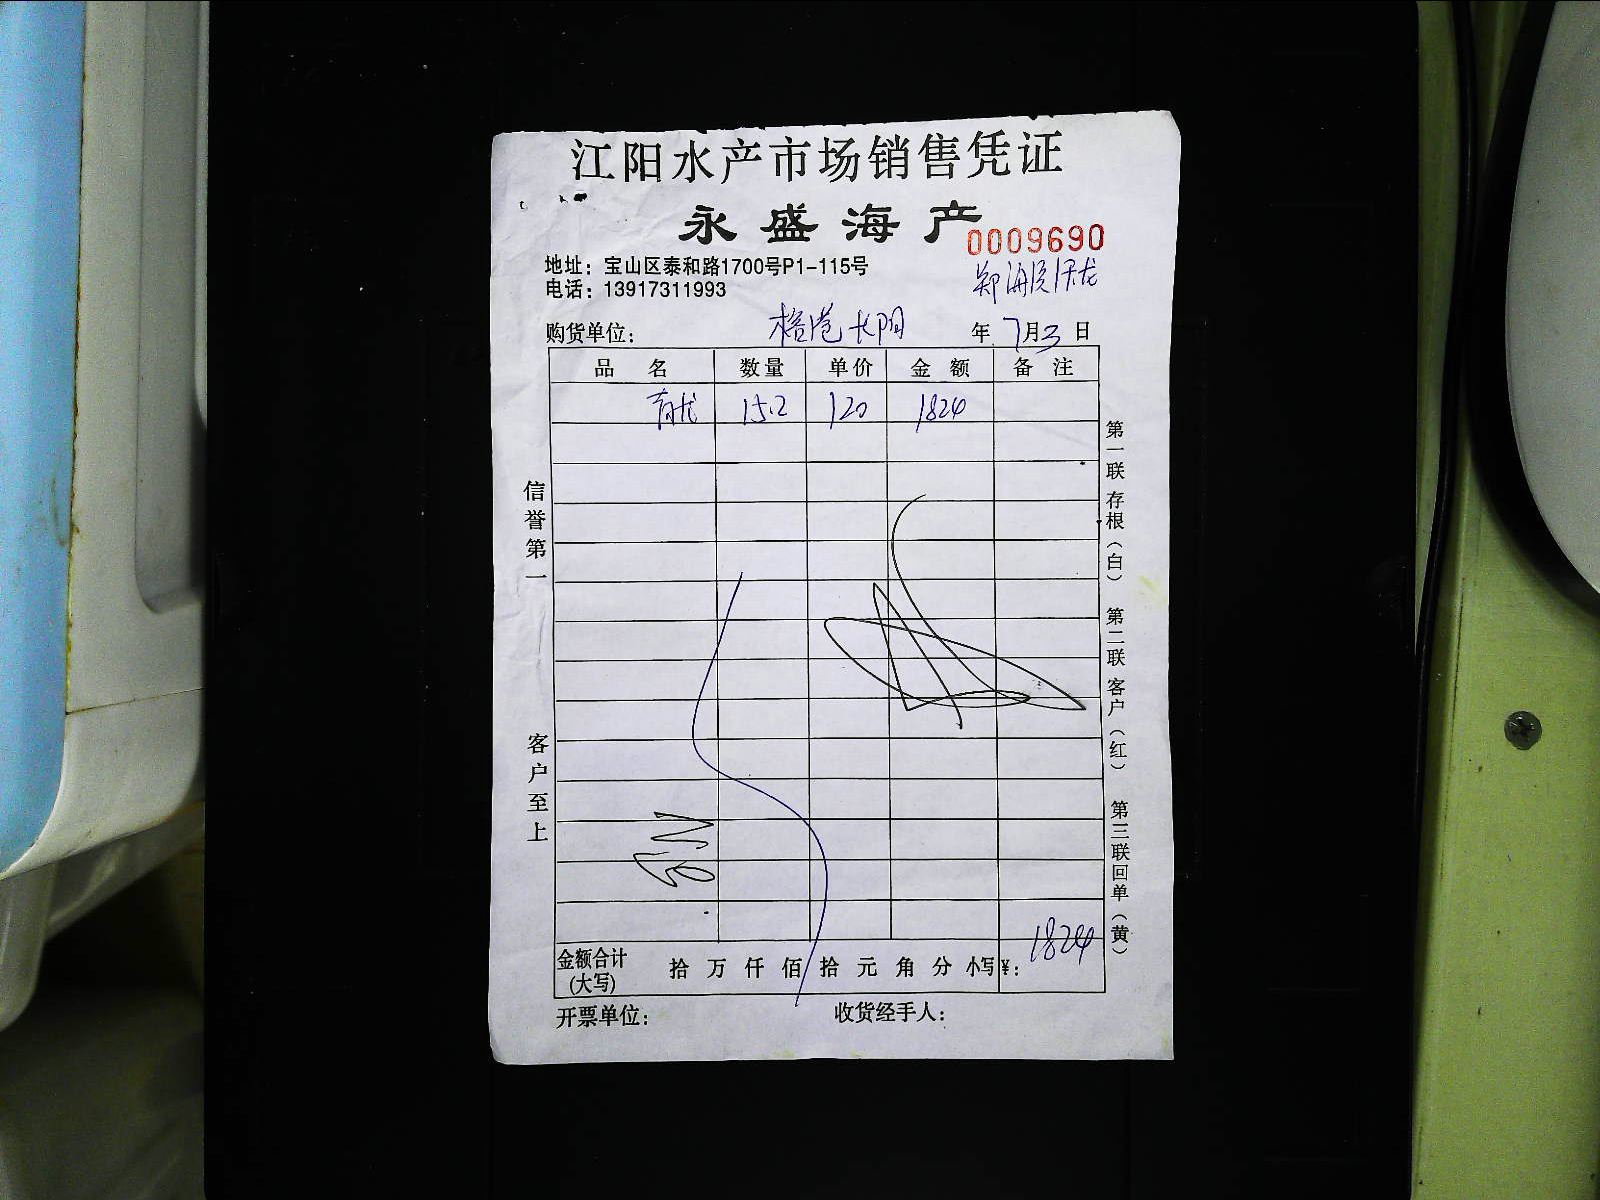 江阳水产市场销售凭证
永盛海产
0009690
地址：宝山区泰和路1700号P1-115号
电话：13917311993
购货单位： 长阳 年 7月3日
品名 数量 单价 金额 备注
青龙 15.2 120 1824
信誉第一
客户至上
第一联 存根（白） 第二联 客户（红） 第三联 回单（黄）
金额合计 拾 万 仟 佰 拾 元 角 分 小写¥： 1824
（大写）
开票单位： 收货经手人：